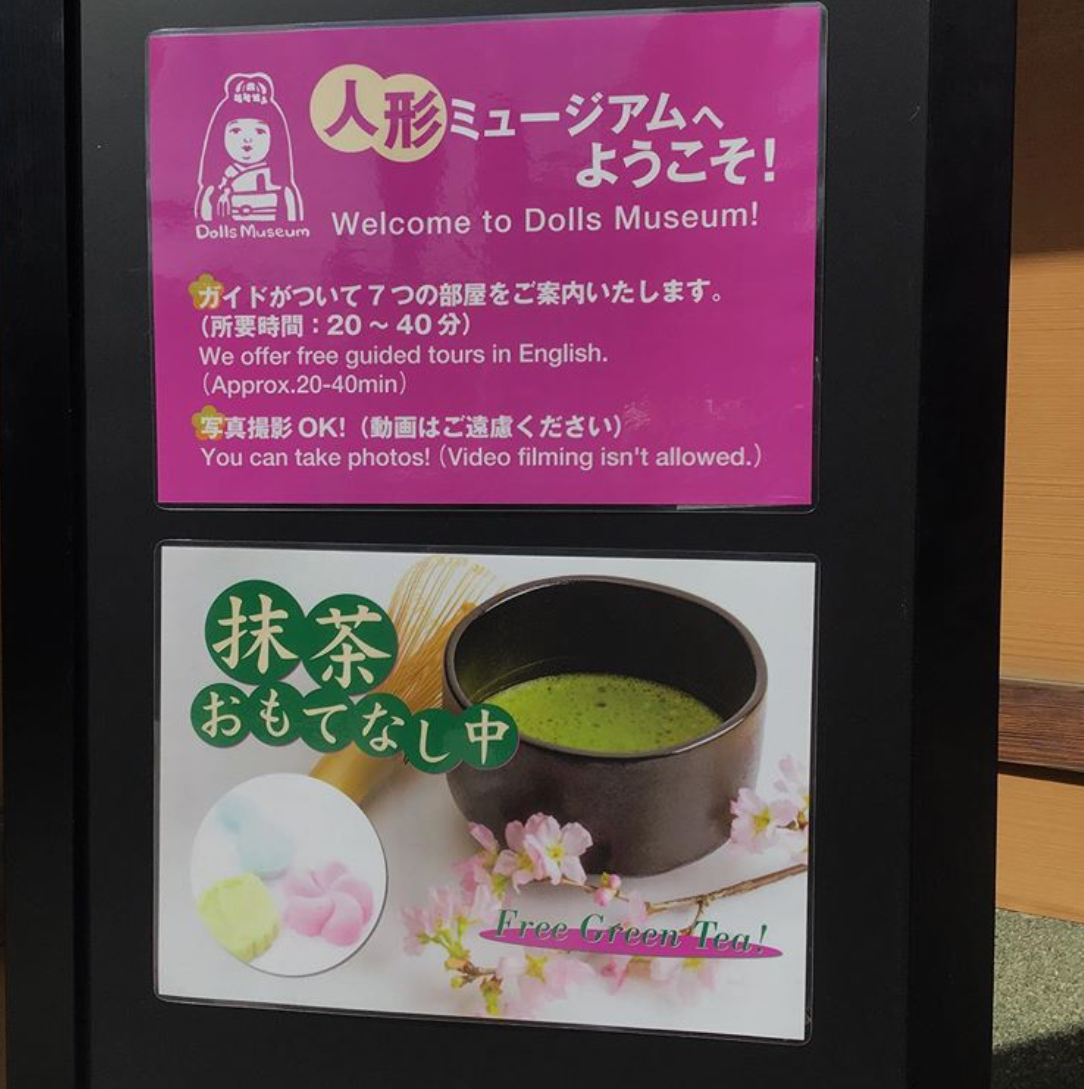 人形ミュージアムへ
ようこそ!
Dolls Museum
Welcome to Dolls Museum!
ガイドがついて7つの部屋をご案内いたします。
(所要時間:20～40分)
We offer free guided tours in English.
(Approx.20-40min)
写真撮影OK!(動画はご遠慮ください)
You can take photos! (Video filming isn't allowed.)
抹茶
おもてなし中
Free Green Tea!